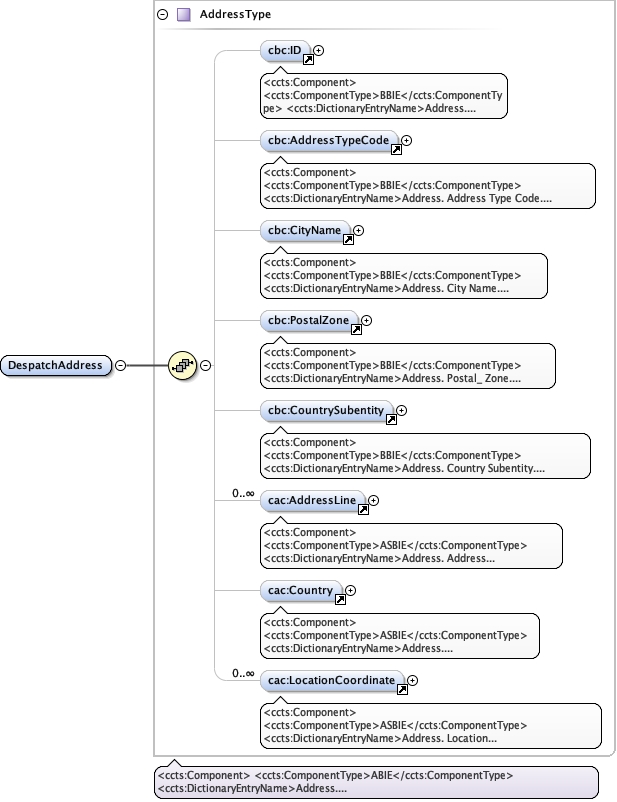 AddressType
cbc:ID
<ccts:Component>
<ccts:ComponentType>BBIE</ccts:ComponentTy
pe> <ccts:DictionaryEntryName>Address....
cbc:AddressTypeCode
<ccts:Component>
<ccts:ComponentType>BBIE</ccts:ComponentType>
<ccts:DictionaryEntryName>Address. Address Type Code....
cbc:CityName
<ccts:Component>
<ccts:ComponentType>BBIE</ccts:ComponentType>
<ccts:DictionaryEntryName>Address. City Name....
cbc:PostalZone
<ccts:Component>
<ccts:ComponentType>BBIE</ccts:ComponentType>
<ccts:DictionaryEntryName>Address. Postal_ Zone....
DespatchAddress
cbc:CountrySubentity
<ccts:Component>
<ccts:ComponentType>BBIE</ccts:ComponentType>
<ccts:DictionaryEntryName>Address. Country Subentity....
0..∞
cac:AddressLine
<ccts:Component>
<ccts:ComponentType>ASBIE</ccts:ComponentType>
<ccts:DictionaryEntryName>Address. Address...
cac:Country
<ccts:Component>
<ccts:ComponentType>ASBIE</ccts:ComponentType>
<ccts:DictionaryEntryName>Address....
0..∞
cac:LocationCoordinate
<ccts:Component>
<ccts:ComponentType>ASBIE</ccts:ComponentType>
<ccts:DictionaryEntryName>Address. Location...
<ccts:Component> <ccts:ComponentType>ABIE</ccts:ComponentType>
<ccts:DictionaryEntryName>Address....